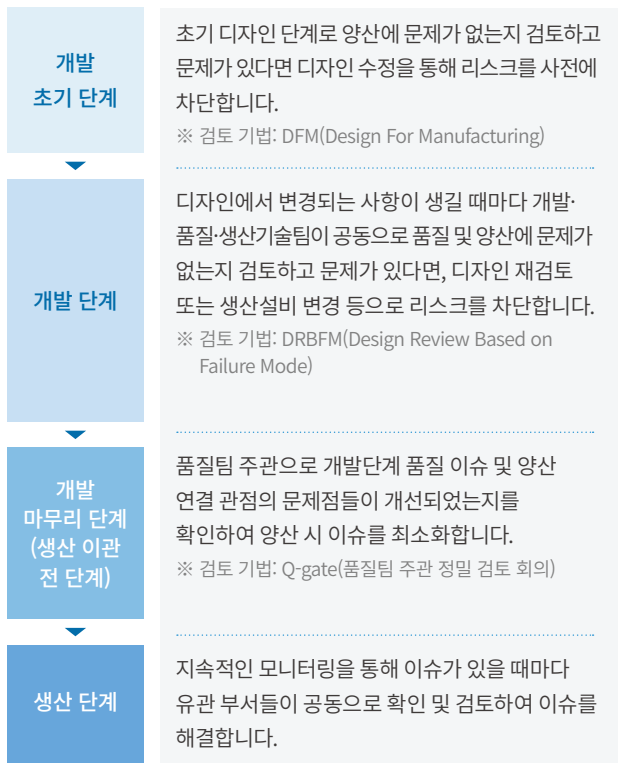 개발
초기 단계
초기 디자인 단계로 양산에 문제가 없는지 검토하고
문제가 있다면 디자인 수정을 통해 리스크를 사전에
차단합니다.
※ 검토 기법: DFM(Design For Manufacturing)
개발 단계
디자인에서 변경되는 사항이 생길 때마다 개발·
품질·생산기술팀이 공동으로 품질 및 양산에 문제가
없는지 검토하고 문제가 있다면, 디자인 재검토
또는 생산설비 변경 등으로 리스크를 차단합니다.
※ 검토 기법: DRBFM(Design Review Based on
Failure Mode)
개발
마무리 단계
(생산 이관
전 단계)
품질팀 주관으로 개발단계 품질 이슈 및 양산
연결 관점의 문제점들이 개선되었는지를
확인하여 양산 시 이슈를 최소화합니다.
※ 검토 기법: Q-gate(품질팀 주관 정밀 검토 회의)
생산 단계
지속적인 모니터링을 통해 이슈가 있을 때마다
유관 부서들이 공동으로 확인 및 검토하여 이슈를
해결합니다.